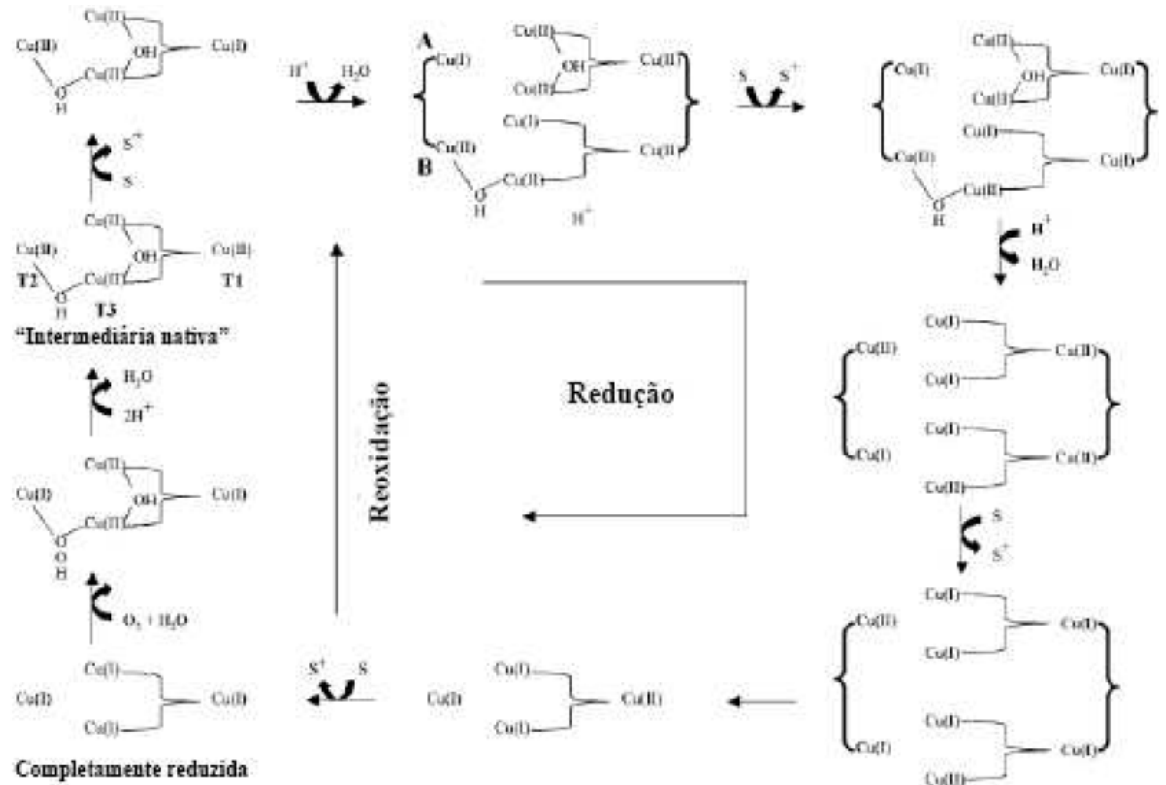 Cu(II)
Cu(II) OH Cu(I)
Cu(II)
O
H
H⁺ H₂O
A
Cu(I)
Cu(II)
OH Cu(II)
Cu(II)
Cu(I)
Cu(II) Cu(II)
B
Cu(II)
O
H
H⁺
S S⁺
Cu(II)
Cu(I) OH Cu(I)
Cu(II)
Cu(I)
Cu(II) Cu(I)
Cu(II)
O
H
S⁺
S
Cu(II)
Cu(II) OH Cu(II)
T2 Cu(II) T1
O
H T3
“Intermediária nativa”
H⁺
H₂O
Cu(I)
Cu(II) Cu(II)
Cu(I)
Cu(I)
Cu(I) Cu(II)
Cu(II)
Redução
Reoxidação
H₂O
2H⁺
Cu(II)
Cu(I) OH Cu(I)
Cu(II)
O
O
H
S
S⁺
O₂ + H₂O
Cu(I)
Cu(II) Cu(I)
Cu(I)
Cu(I)
Cu(I) Cu(I)
Cu(II)
Cu(I)
Cu(I) Cu(I)
Cu(I)
S⁺ S
Cu(I)
Cu(I) Cu(II)
Cu(I)
Completamente reduzida